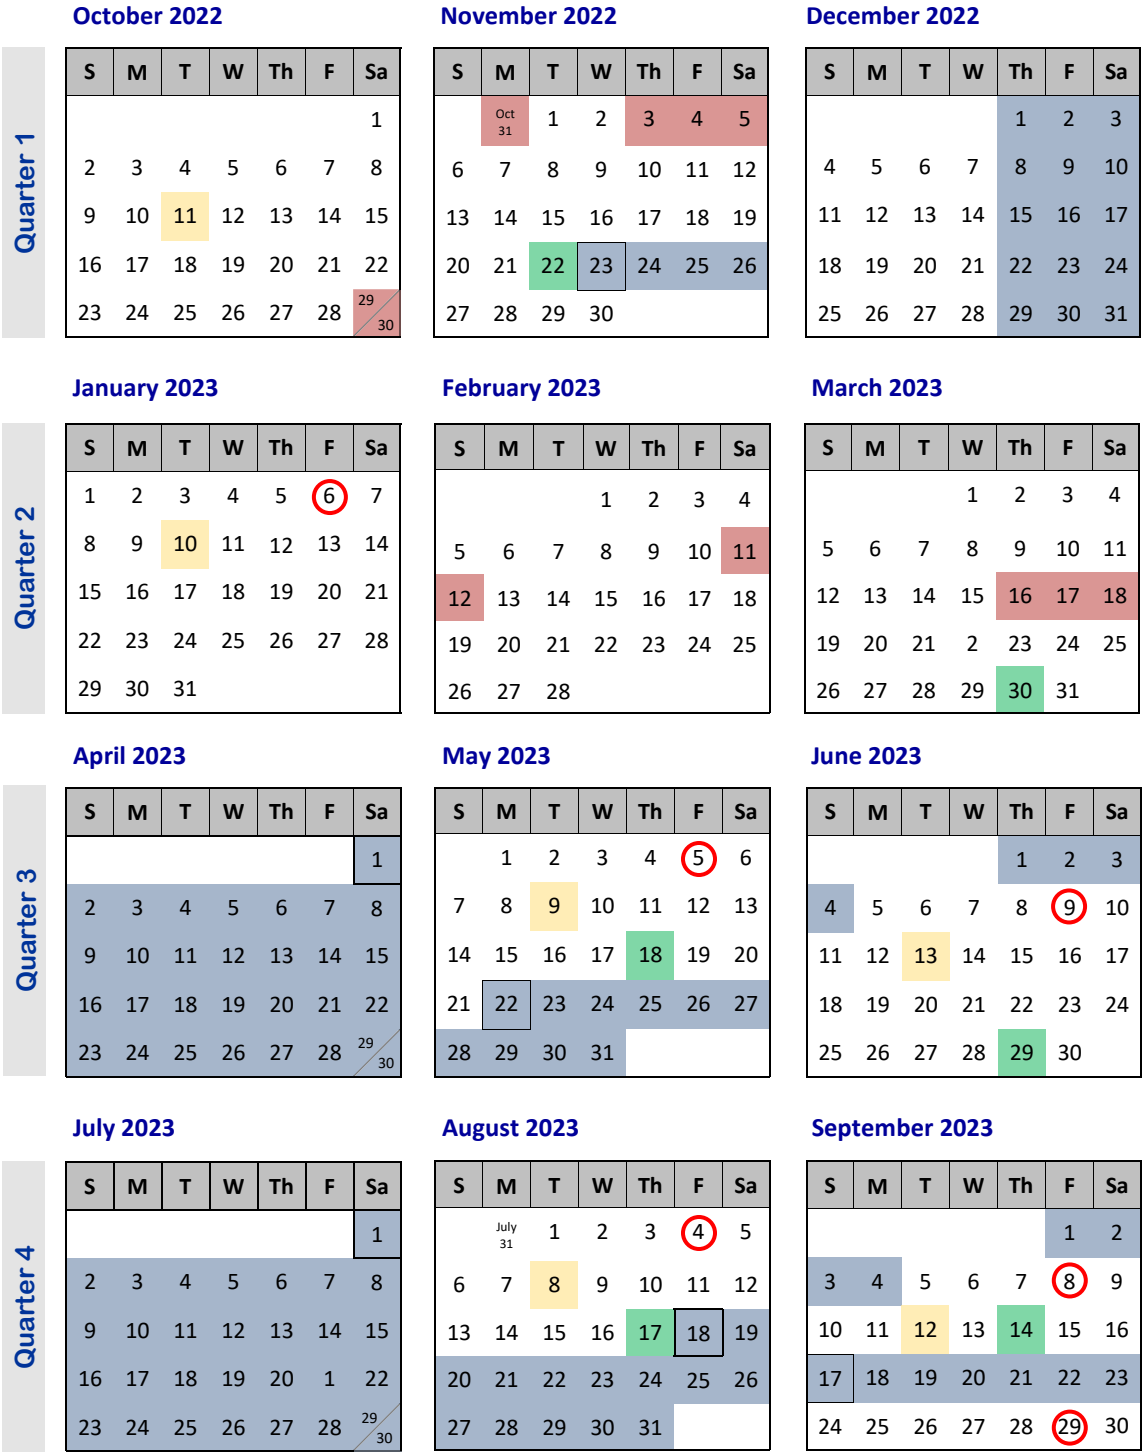 October 2022 November 2022 December 2022
Quarter 1
S M T W Th F Sa S M T W Th F Sa S M T W Th F Sa
1 Oct 31 1 2 3 4 5 1 2 3
2 3 4 5 6 7 8 6 7 8 9 10 11 12 4 5 6 7 8 9 10
9 10 11 12 13 14 15 13 14 15 16 17 18 19 11 12 13 14 15 16 17
16 17 18 19 20 21 22 20 21 22 23 24 25 26 18 19 20 21 22 23 24
23 24 25 26 27 28 29 30 27 28 29 30 25 26 27 28 29 30 31
January 2023 February 2023 March 2023
Quarter 2
S M T W Th F Sa S M T W Th F Sa S M T W Th F Sa
1 2 3 4 5 6 7 1 2 3 4 1 2 3 4
8 9 10 11 12 13 14 5 6 7 8 9 10 11 5 6 7 8 9 10 11
15 16 17 18 19 20 21 12 13 14 15 16 17 18 12 13 14 15 16 17 18
22 23 24 25 26 27 28 19 20 21 22 23 24 25 19 20 21 2 23 24 25
29 30 31 26 27 28 26 27 28 29 30 31
April 2023 May 2023 June 2023
Quarter 3
S M T W Th F Sa S M T W Th F Sa S M T W Th F Sa
1 1 2 3 4 5 6 1 2 3
2 3 4 5 6 7 8 7 8 9 10 11 12 13 4 5 6 7 8 9 10
9 10 11 12 13 14 15 14 15 16 17 18 19 20 11 12 13 14 15 16 17
16 17 18 19 20 21 22 21 22 23 24 25 26 27 18 19 20 21 22 23 24
23 24 25 26 27 28 29 30 28 29 30 31 25 26 27 28 29 30
July 2023 August 2023 September 2023
Quarter 4
S M T W Th F Sa S M T W Th F Sa S M T W Th F Sa
1 July 31 1 2 3 4 5 1 2
2 3 4 5 6 7 8 6 7 8 9 10 11 12 3 4 5 6 7 8 9
9 10 11 12 13 14 15 13 14 15 16 17 18 19 10 11 12 13 14 15 16
16 17 18 19 20 1 22 20 21 22 23 24 25 26 17 18 19 20 21 22 23
23 24 25 26 27 28 29 30 27 28 29 30 31 24 25 26 27 28 29 30